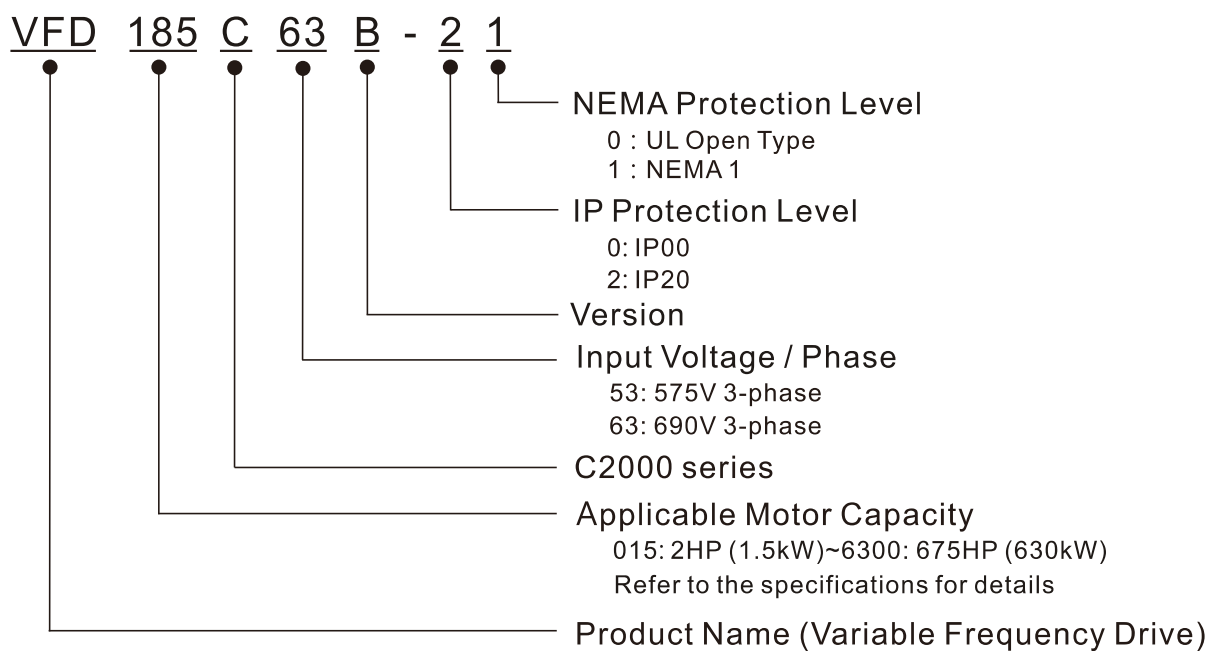 VFD 185 C 63 B - 2 1
NEMA Protection Level
0 : UL Open Type
1 : NEMA 1
IP Protection Level
0: IP00
2: IP20
Version
Input Voltage / Phase
53: 575V 3-phase
63: 690V 3-phase
C2000 series
Applicable Motor Capacity
015: 2HP (1.5kW)~6300: 675HP (630kW)
Refer to the specifications for details
Product Name (Variable Frequency Drive)